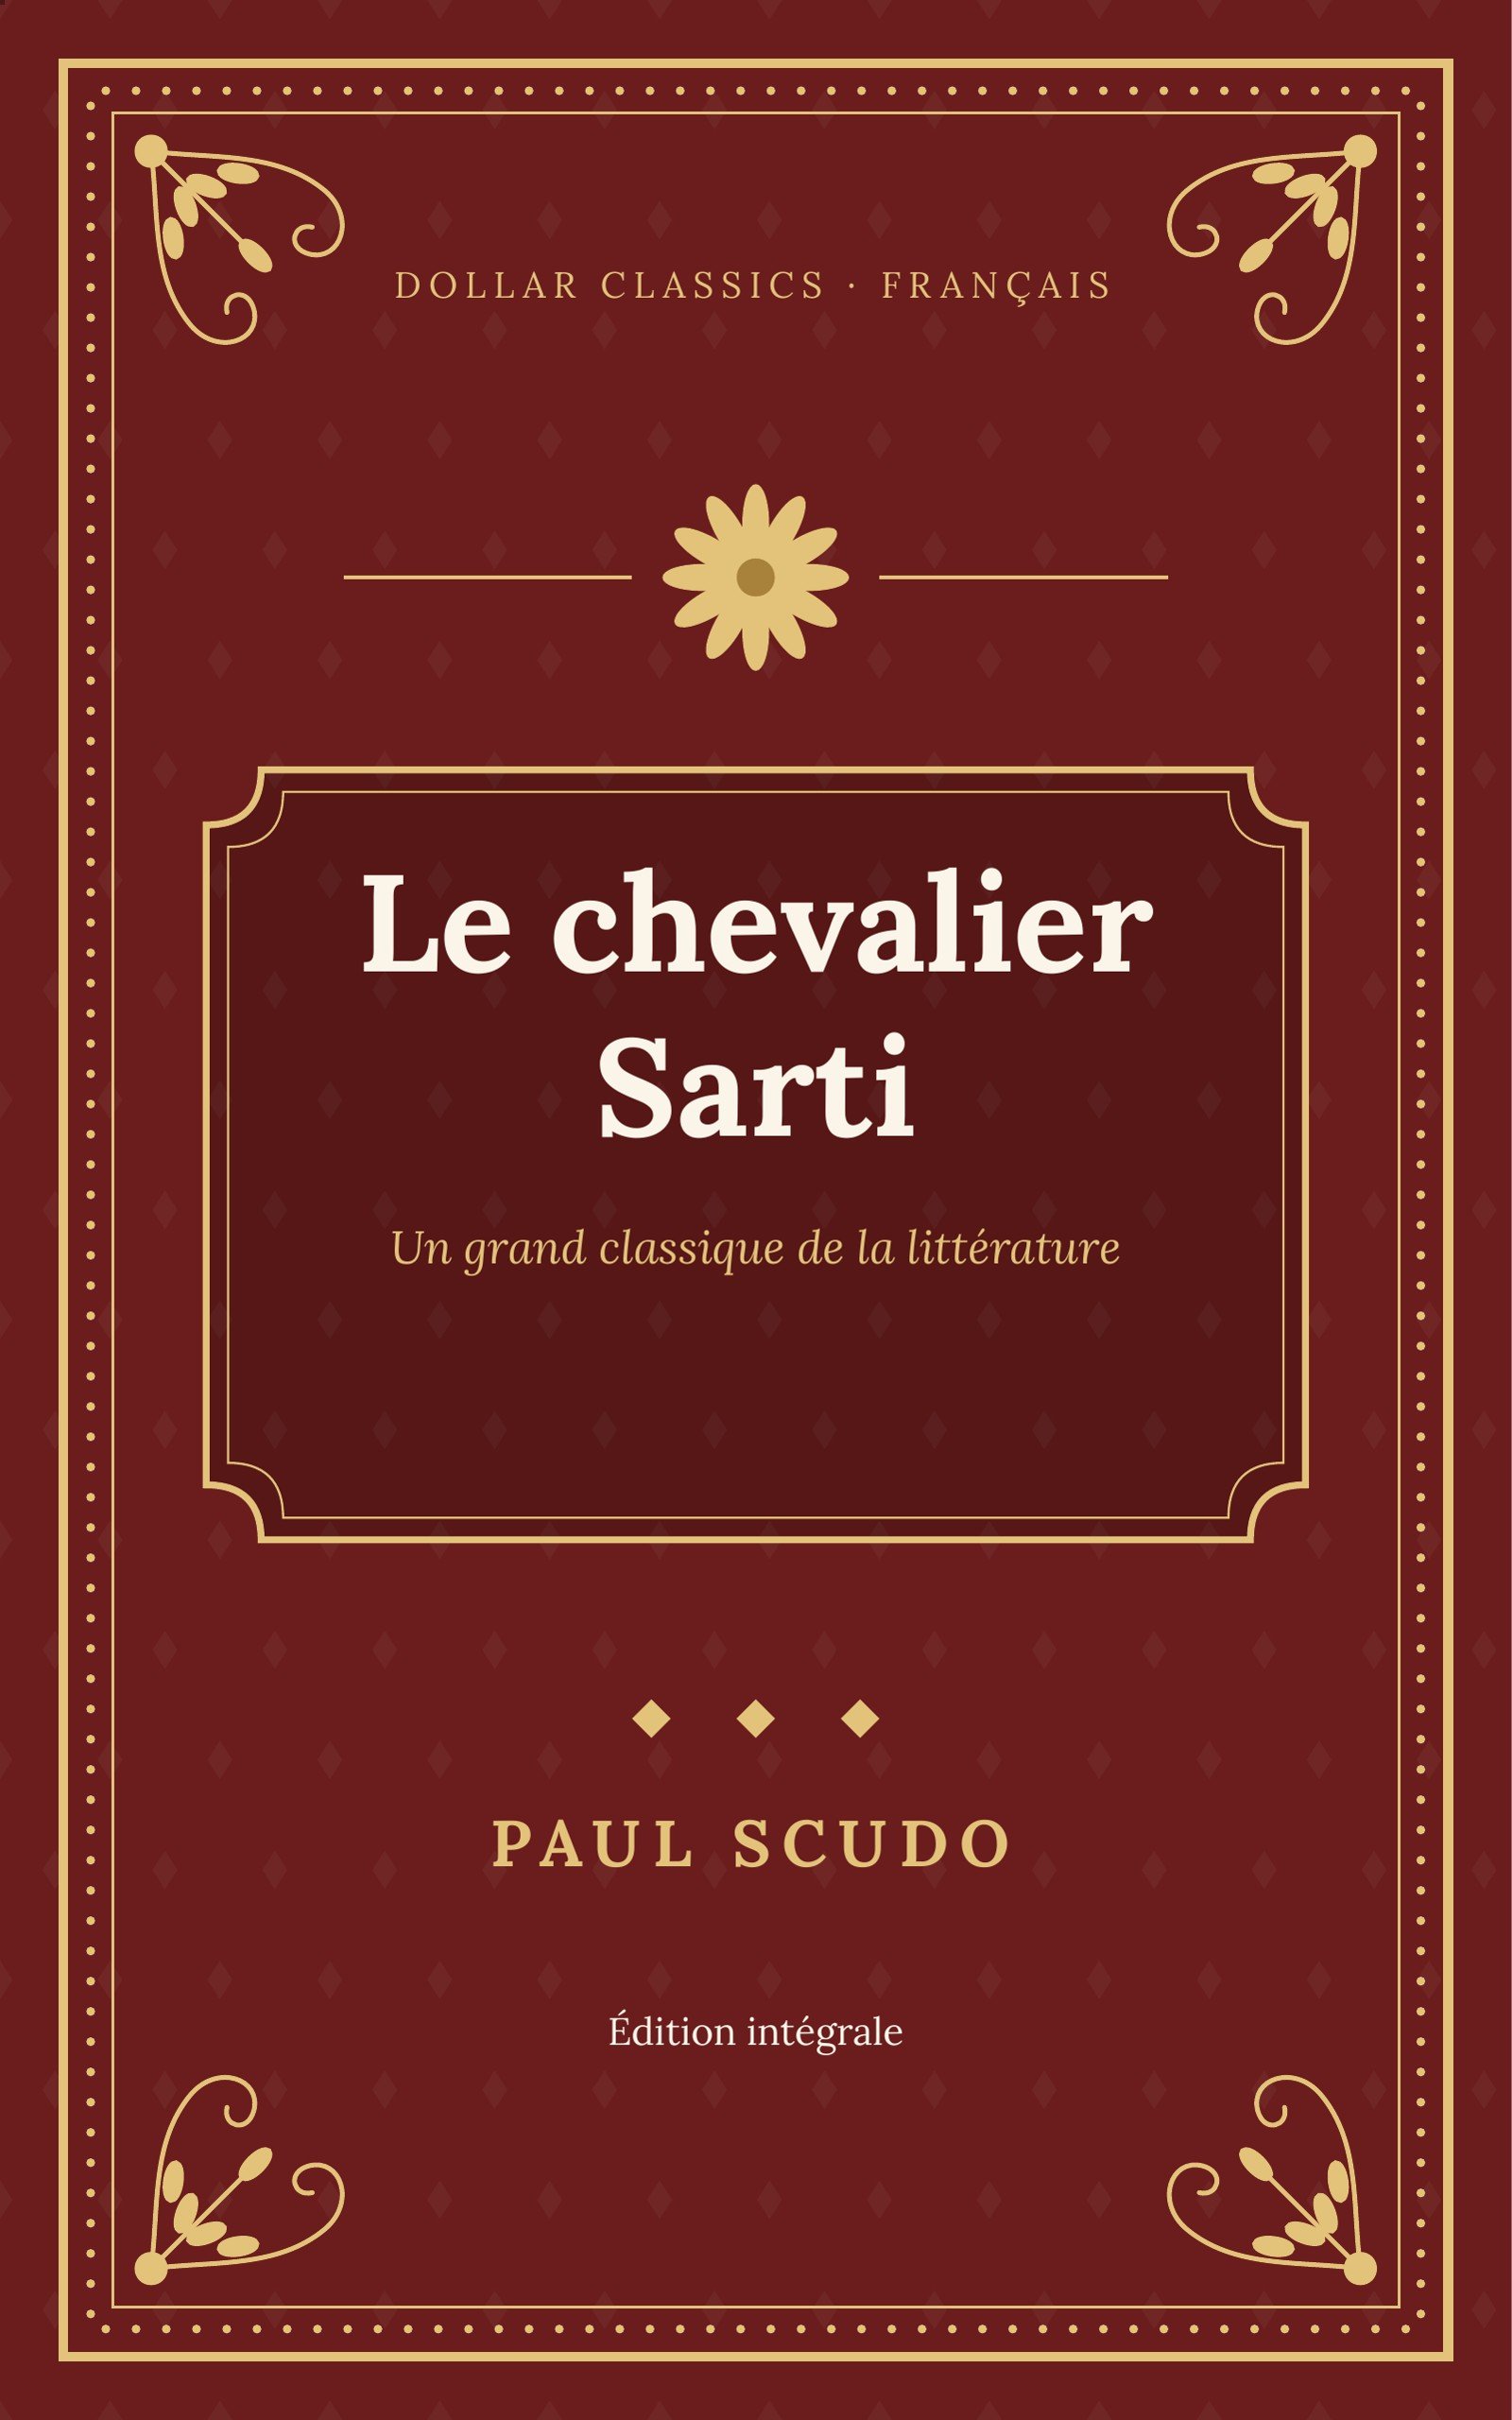 DOLLAR CLASSICS · FRANÇAIS
Le chevalier
Sarti
Un grand classique de la littérature
PAUL SCUDO
Édition intégrale